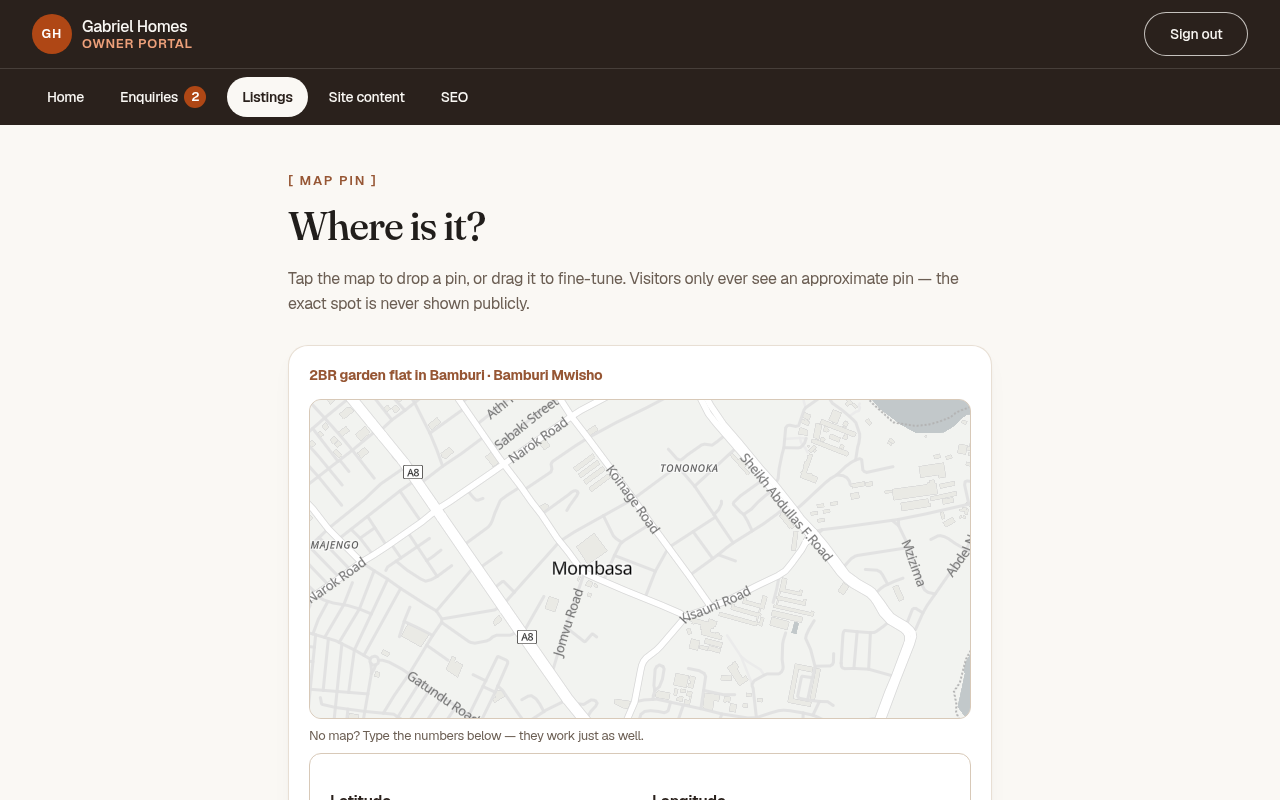 GH
Gabriel Homes
OWNER PORTAL
Sign out
Home
Enquiries 2
Listings
Site content
SEO
[ MAP PIN ]
Where is it?
Tap the map to drop a pin, or drag it to fine-tune. Visitors only ever see an approximate pin — the
exact spot is never shown publicly.
2BR garden flat in Bamburi · Bamburi Mwisho
Sabaki Street
Narok Road
A8
Koinage Road
TONONOKA
Sheikh Abdullas F.Road
MAJENGO
Narok Road
Mombasa
Mzizima
Kisauni Road
Jomvu Road
A8
Gatundu Road
No map? Type the numbers below — they work just as well.
Latitude
Longitude